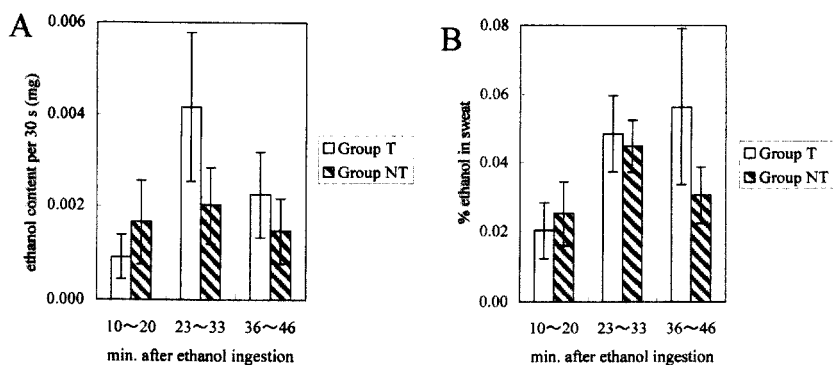 A
ethanol content per 30 s (mg)
0.006
0.004
0.002
0.000
10～20
23～33
36～46
min. after ethanol ingestion
Group T
Group NT
B
% ethanol in sweat
0.08
0.06
0.04
0.02
0.00
10～20
23～33
36～46
min. after ethanol ingestion
Group T
Group NT